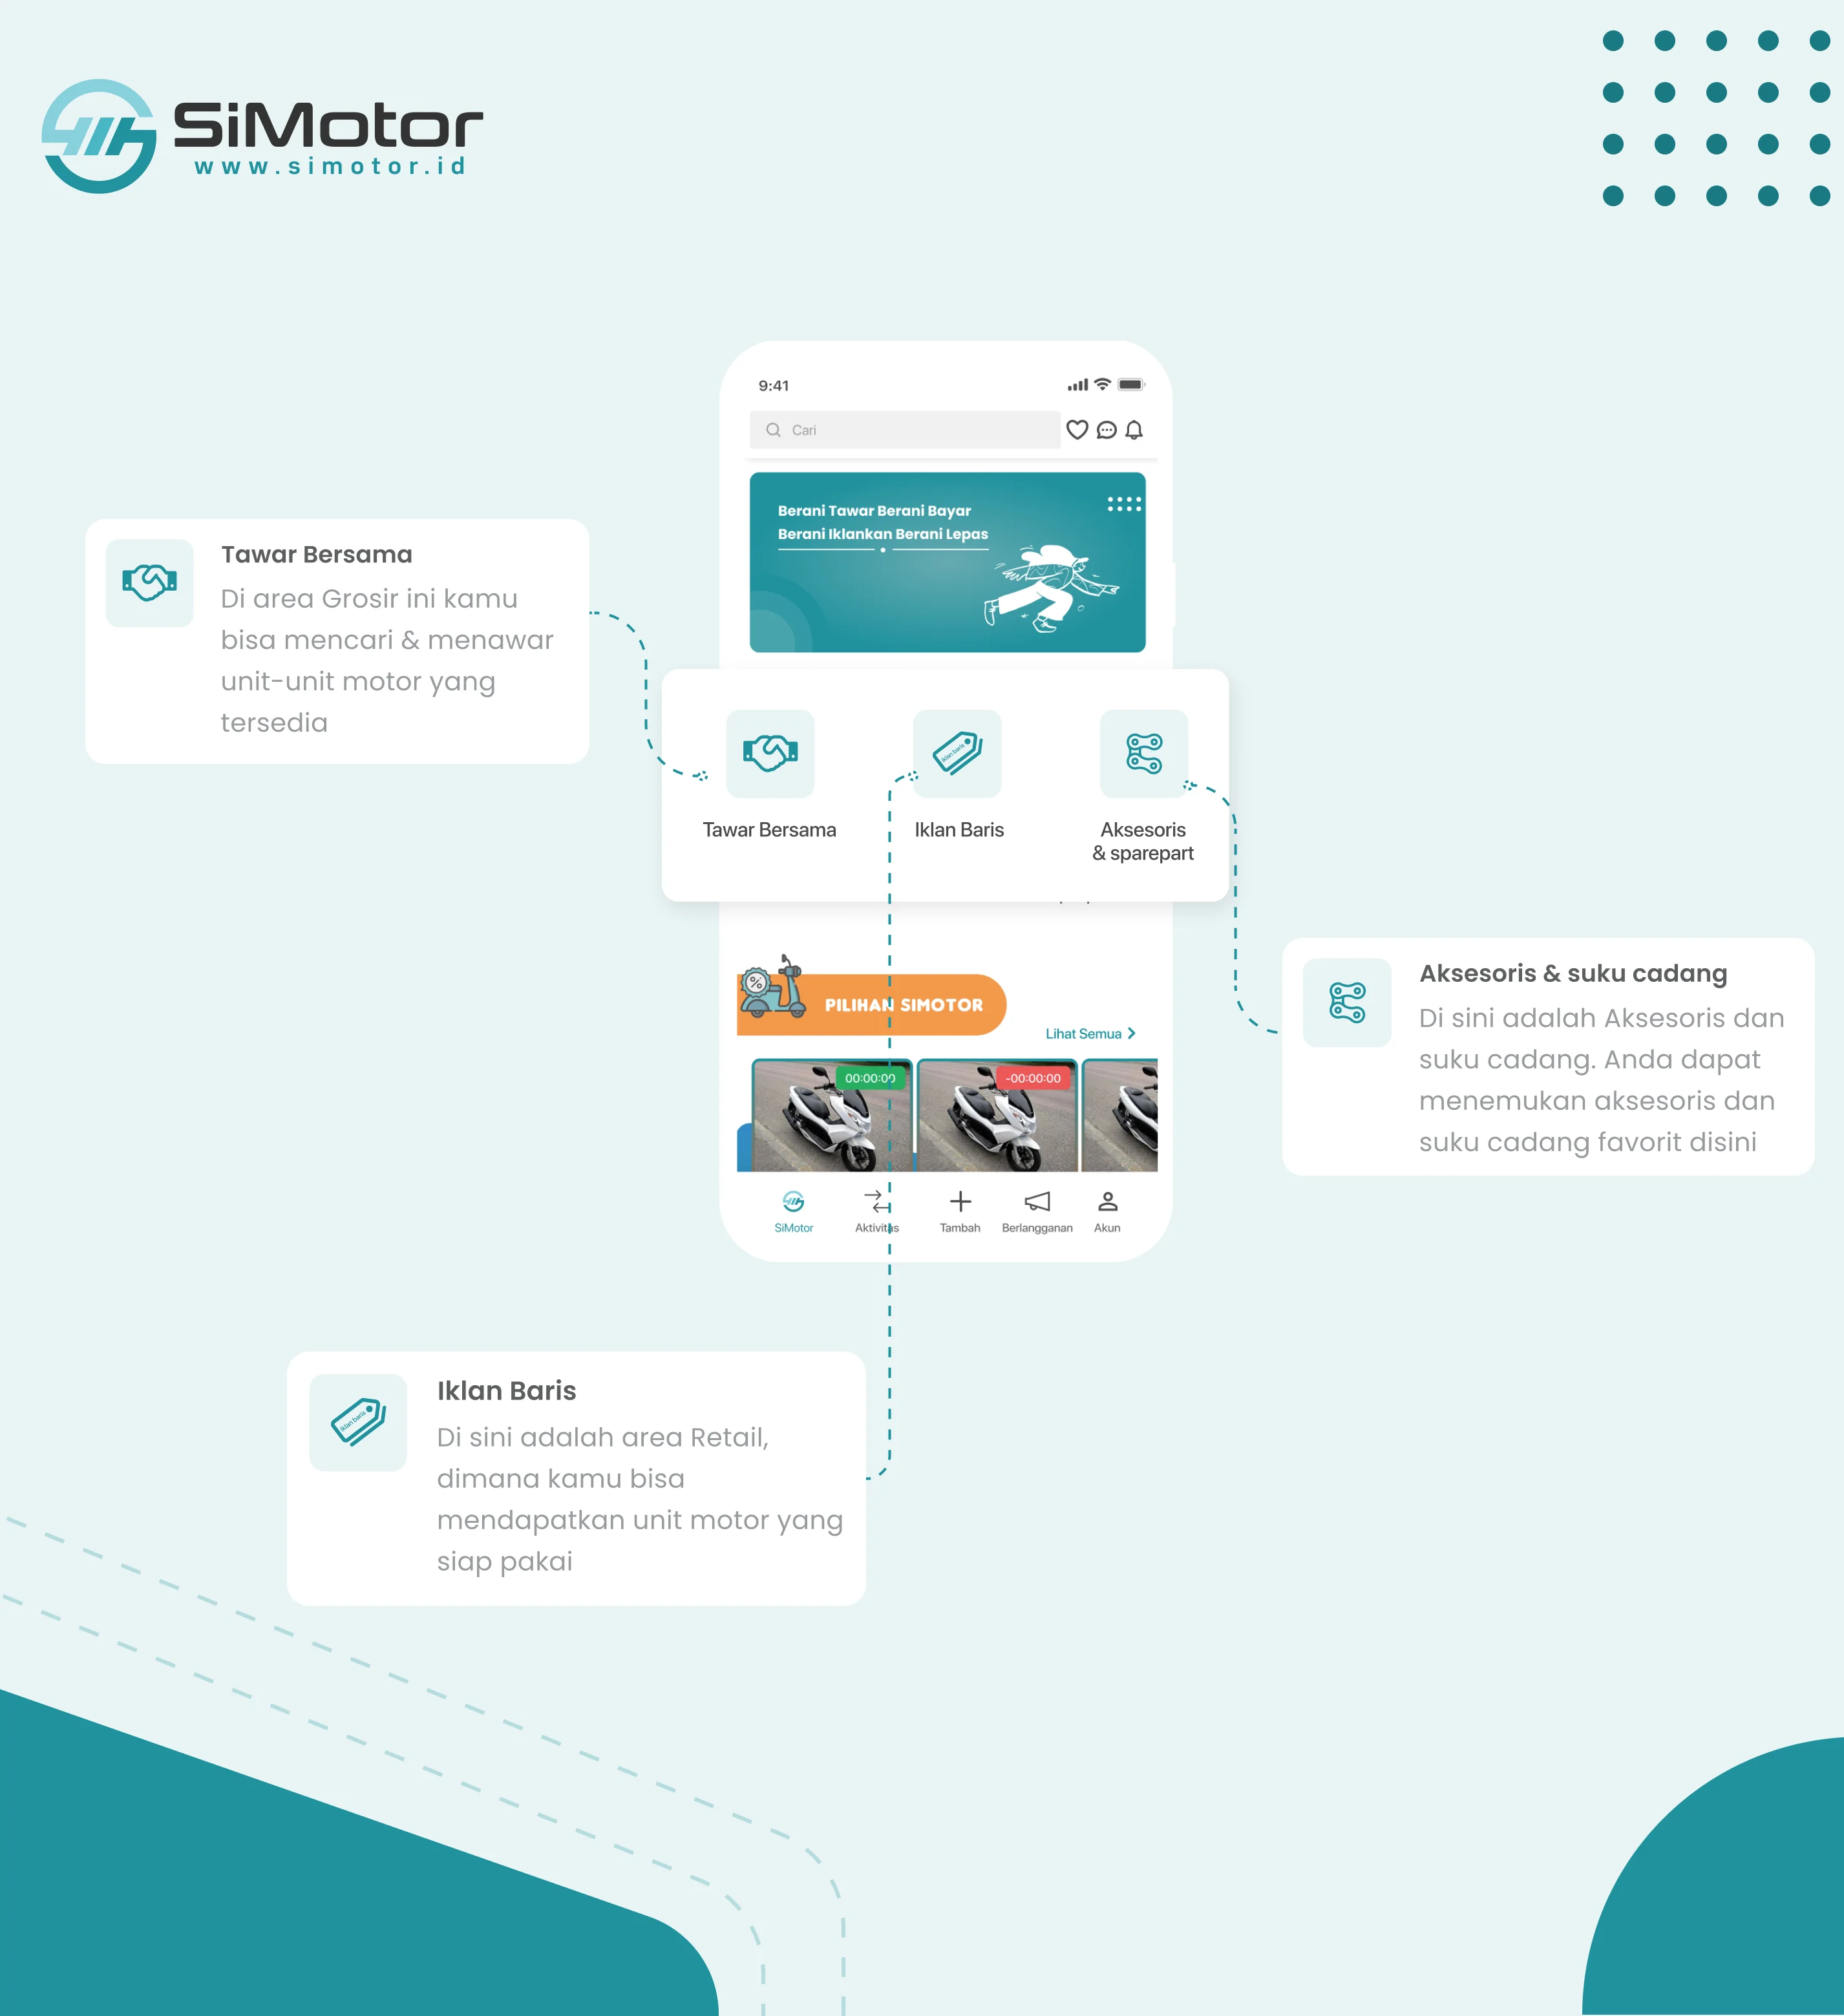 SiMotor
www.simotor.id
9:41
Cari
Berani Tawar Berani Bayar
Berani Iklankan Berani Lepas
Tawar Bersama
Di area Grosir ini kamu
bisa mencari & menawar
unit-unit motor yang
tersedia
iklan baris
Tawar Bersama
Iklan Baris
Aksesoris
& sparepart
Aksesoris & suku cadang
Di sini adalah Aksesoris dan
suku cadang. Anda dapat
menemukan aksesoris dan
suku cadang favorit disini
%
PILIHAN SIMOTOR
Lihat Semua
00:00:00
-00:00:00
SiMotor
Aktivitas
Tambah
Berlangganan
Akun
iklan baris
Iklan Baris
Di sini adalah area Retail,
dimana kamu bisa
mendapatkan unit motor yang
siap pakai